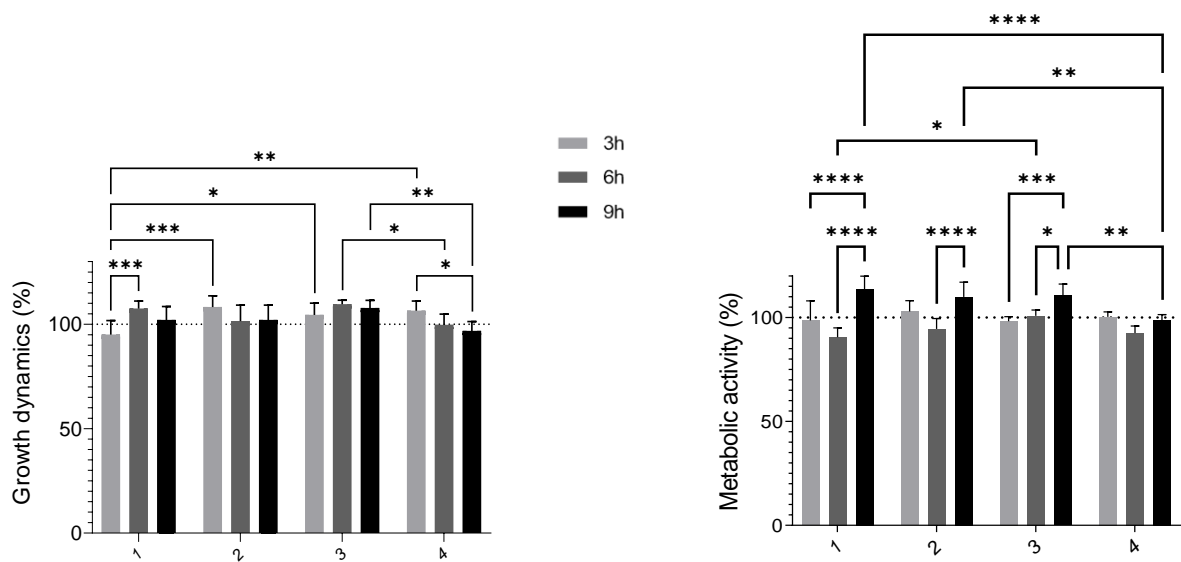 Growth dynamics (%)
100
50
0
1 2 3 4
** 
* **
*** *
*** *
3h
6h
9h
Metabolic activity (%)
100
50
0
1 2 3 4
****
**
*
**** ***
**** **** * **